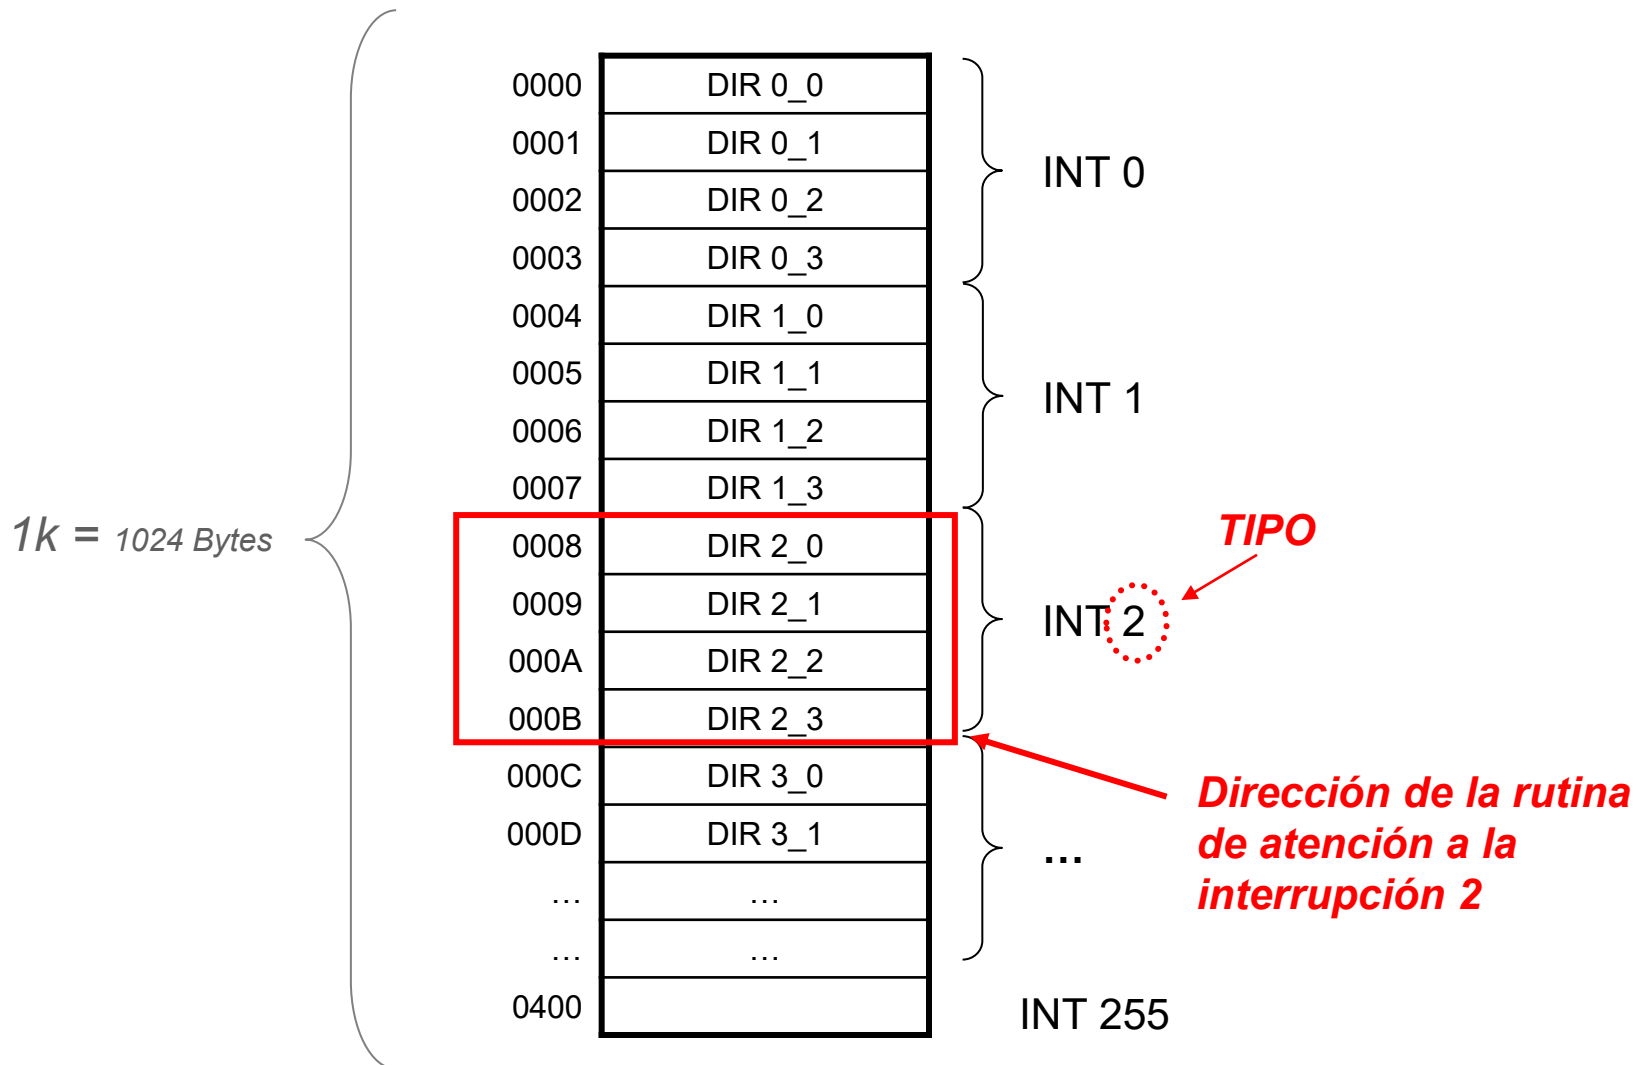 0000 DIR 0_0
0001 DIR 0_1
INT 0
0002 DIR 0_2
0003 DIR 0_3
0004 DIR 1_0
0005 DIR 1_1
INT 1
0006 DIR 1_2
0007 DIR 1_3
1k = 1024 Bytes
0008 DIR 2_0
TIPO
0009 DIR 2_1
INT 2
000A DIR 2_2
000B DIR 2_3
000C DIR 3_0
000D DIR 3_1
...
Dirección de la rutina
de atención a la
interrupción 2
... ...
... ...
0400
INT 255